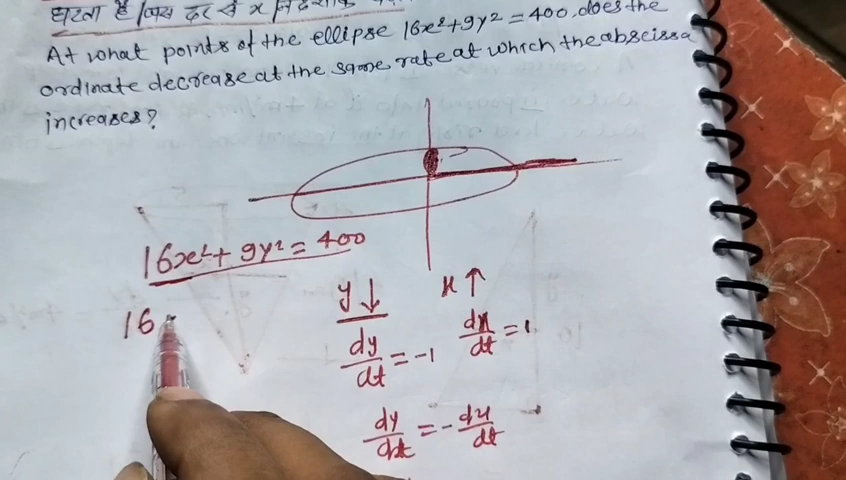 घटता है / जिस दर से x निर्देशांक
At what points of the ellipse 16x²+9y² = 400, does the
ordinate decrease at the same rate at which the abscissa
increases?
16x²+ 9y² = 400
y↓ x↑
dy/dt = -1 dx/dt = 1
dy/dt = - dx/dt
16